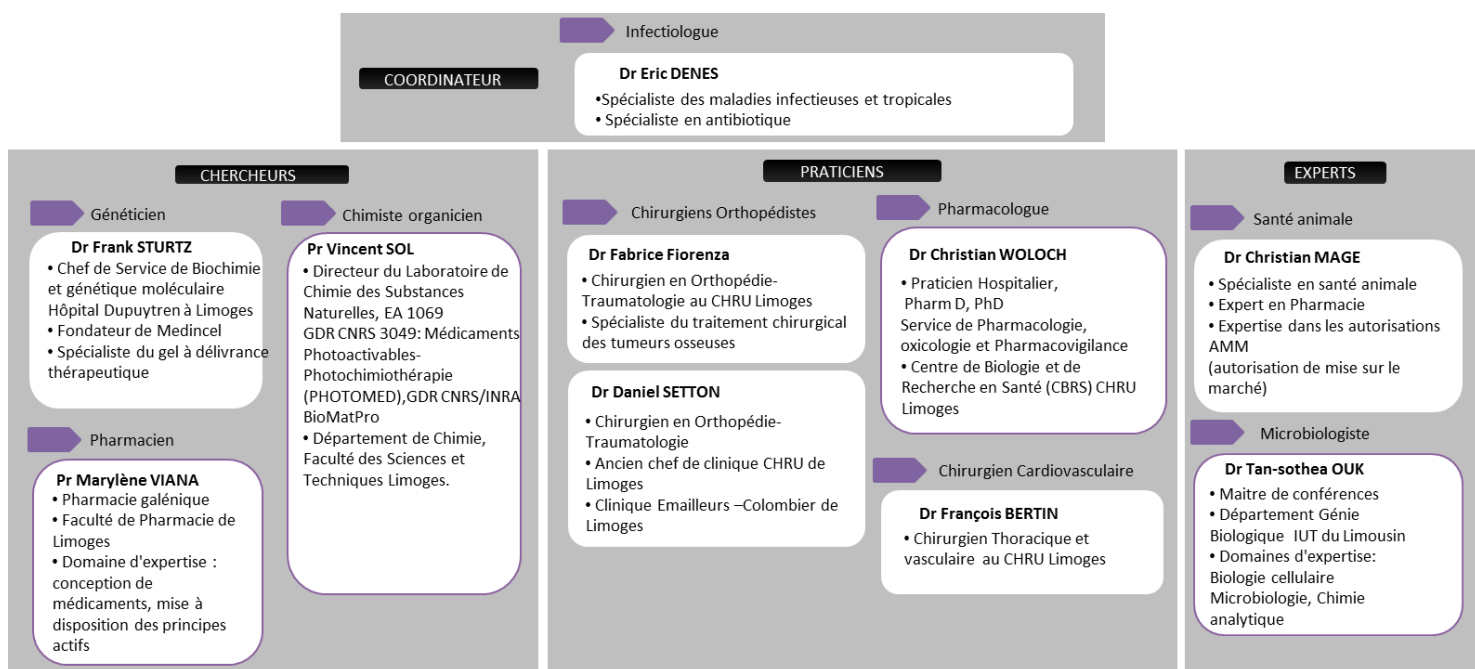 Infectiologue
COORDINATEUR
Dr Eric DENES
•Spécialiste des maladies infectieuses et tropicales
• Spécialiste en antibiotique
CHERCHEURS
Généticien
Dr Frank STURTZ
• Chef de Service de Biochimie
et génétique moléculaire
Hôpital Dupuytren à Limoges
• Fondateur de Medincel
• Spécialiste du gel à délivrance
thérapeutique
Pharmacien
Pr Marylène VIANA
• Pharmacie galénique
• Faculté de Pharmacie de
Limoges
• Domaine d'expertise :
conception de
médicaments, mise à
disposition des principes
actifs
Chimiste organicien
Pr Vincent SOL
• Directeur du Laboratoire de
Chimie des Substances
Naturelles, EA 1069
GDR CNRS 3049: Médicaments
Photoactivables-
Photochimiothérapie
(PHOTOMED),GDR CNRS/INRA
BioMatPro
• Département de Chimie,
Faculté des Sciences et
Techniques Limoges.
PRATICIENS
Chirurgiens Orthopédistes
Dr Fabrice Fiorenza
• Chirurgien en Orthopédie-
Traumatologie au CHRU Limoges
• Spécialiste du traitement chirurgical
des tumeurs osseuses
Dr Daniel SETTON
• Chirurgien en Orthopédie-
Traumatologie
• Ancien chef de clinique CHRU de
Limoges
• Clinique Emailleurs –Colombier de
Limoges
Pharmacologue
Dr Christian WOLOCH
• Praticien Hospitalier,
Pharm D, PhD
Service de Pharmacologie,
oxicologie et Pharmacovigilance
• Centre de Biologie et de
Recherche en Santé (CBRS) CHRU
Limoges
Chirurgien Cardiovasculaire
Dr François BERTIN
• Chirurgien Thoracique et
vasculaire au CHRU Limoges
EXPERTS
Santé animale
Dr Christian MAGE
• Spécialiste en santé animale
• Expert en Pharmacie
• Expertise dans les autorisations
AMM
(autorisation de mise sur le
marché)
Microbiologiste
Dr Tan-sothea OUK
• Maitre de conférences
• Département Génie
Biologique IUT du Limousin
• Domaines d'expertise:
Biologie cellulaire
Microbiologie, Chimie
analytique